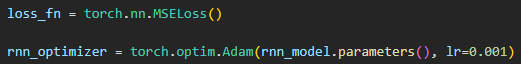 loss_fn = torch.nn.MSELoss()
rnn_optimizer = torch.optim.Adam(rnn_model.parameters(), lr=0.001)